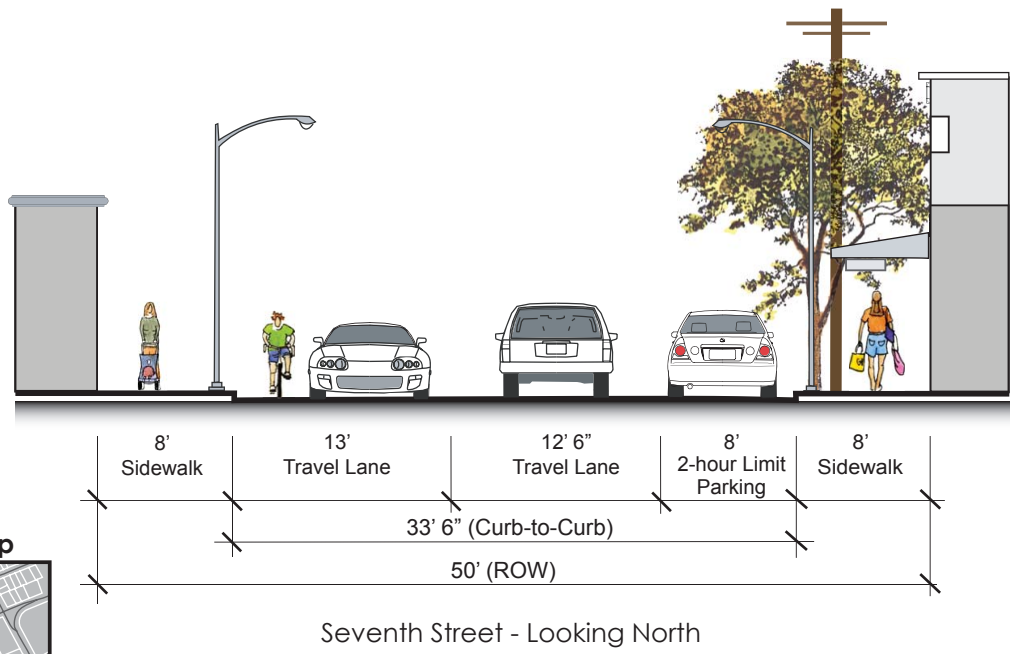 8’
Sidewalk
13’
Travel Lane
12’ 6”
Travel Lane
8’
2-hour Limit
Parking
8’
Sidewalk
33’ 6” (Curb-to-Curb)
50’ (ROW)
Seventh Street - Looking North